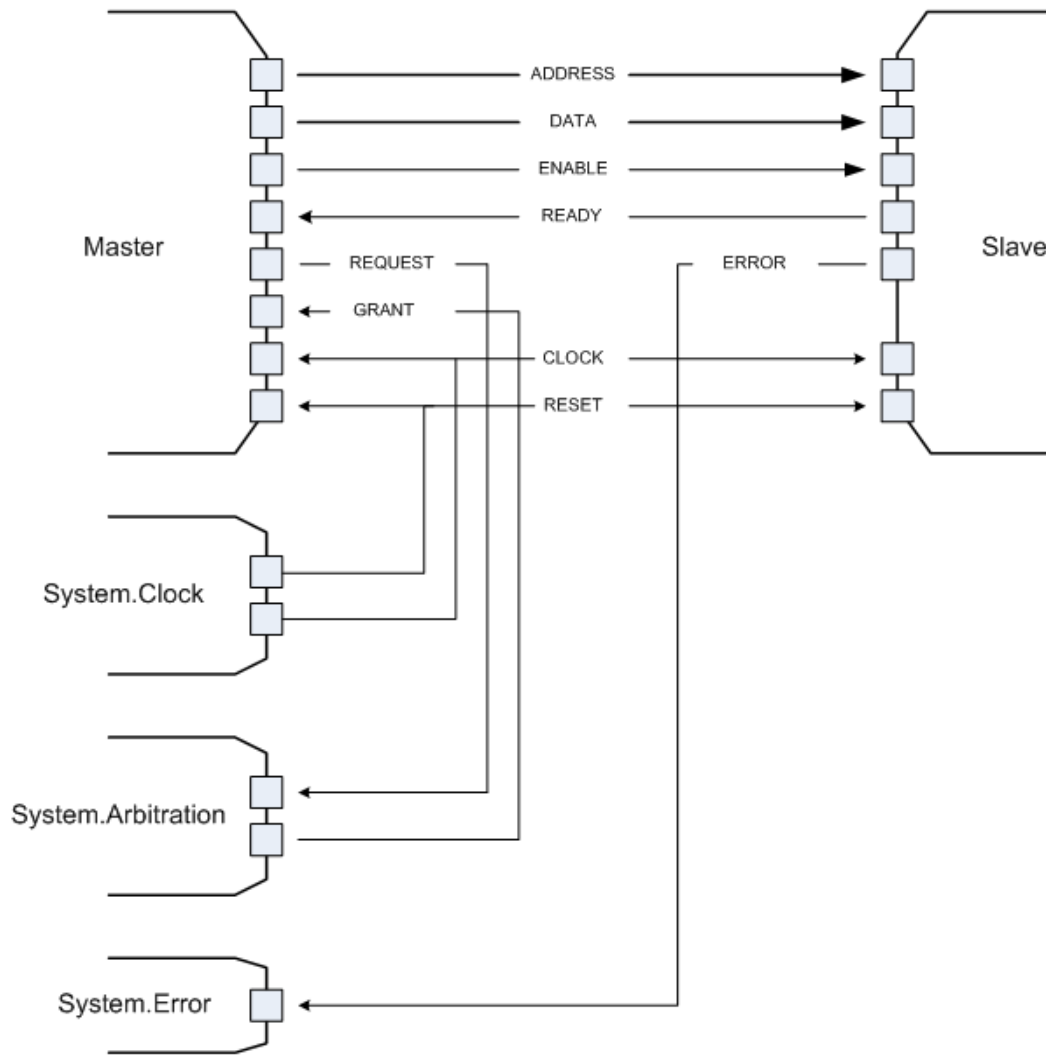 ADDRESS
DATA
ENABLE
READY
Master
Slave
REQUEST
ERROR
GRANT
CLOCK
RESET
System.Clock
System.Arbitration
System.Error